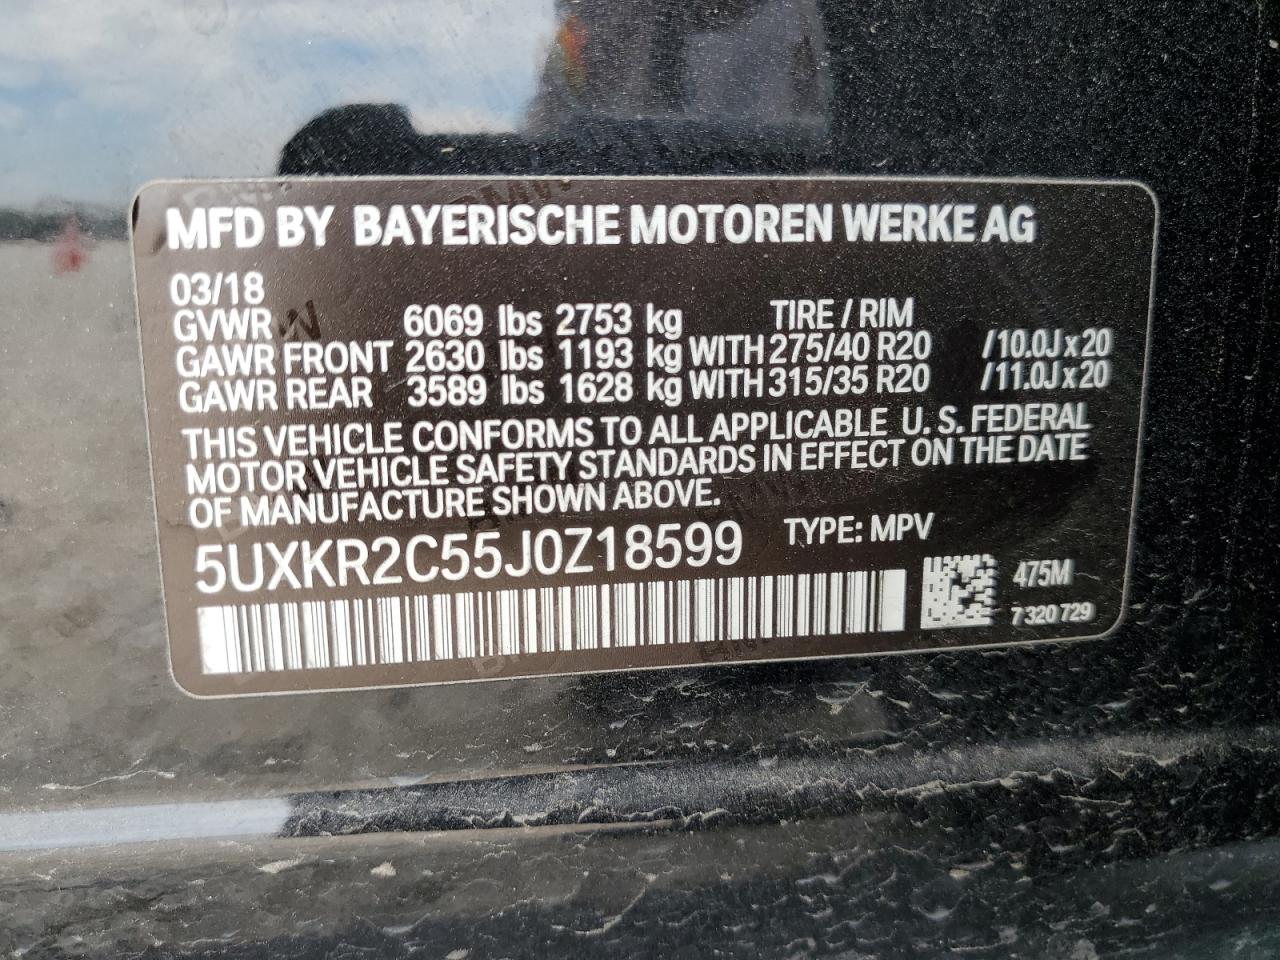 MFD BY BAYERISCHE MOTOREN WERKE AG
03/18
GVWR 6069 lbs 2753 kg TIRE / RIM
GAWR FRONT 2630 lbs 1193 kg WITH 275/40 R20 /10.0J x 20
GAWR REAR 3589 lbs 1628 kg WITH 315/35 R20 /11.0J x 20
THIS VEHICLE CONFORMS TO ALL APPLICABLE U. S. FEDERAL
MOTOR VEHICLE SAFETY STANDARDS IN EFFECT ON THE DATE
OF MANUFACTURE SHOWN ABOVE.
5UXKR2C55J0Z18599 TYPE: MPV
475M
7 320 729